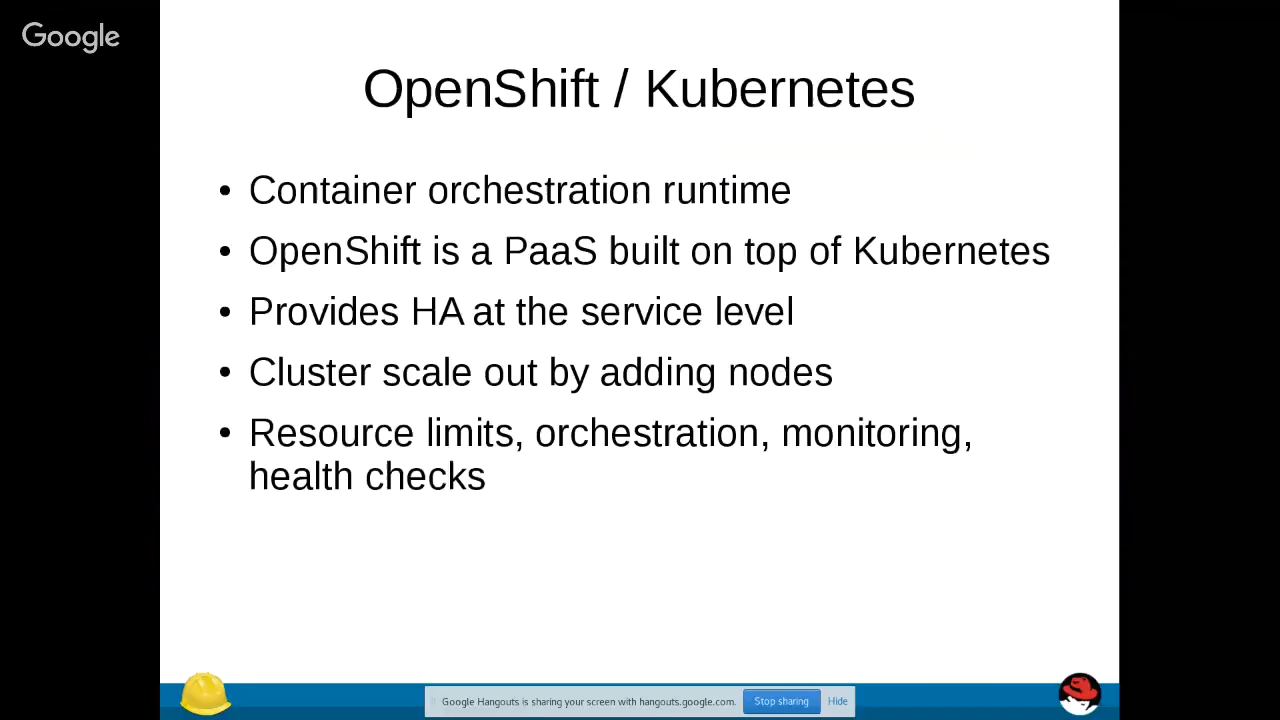 Google
OpenShift / Kubernetes
• Container orchestration runtime
• OpenShift is a PaaS built on top of Kubernetes
• Provides HA at the service level
• Cluster scale out by adding nodes
• Resource limits, orchestration, monitoring,
health checks
Google Hangouts is sharing your screen with hangouts.google.com. Stop sharing Hide